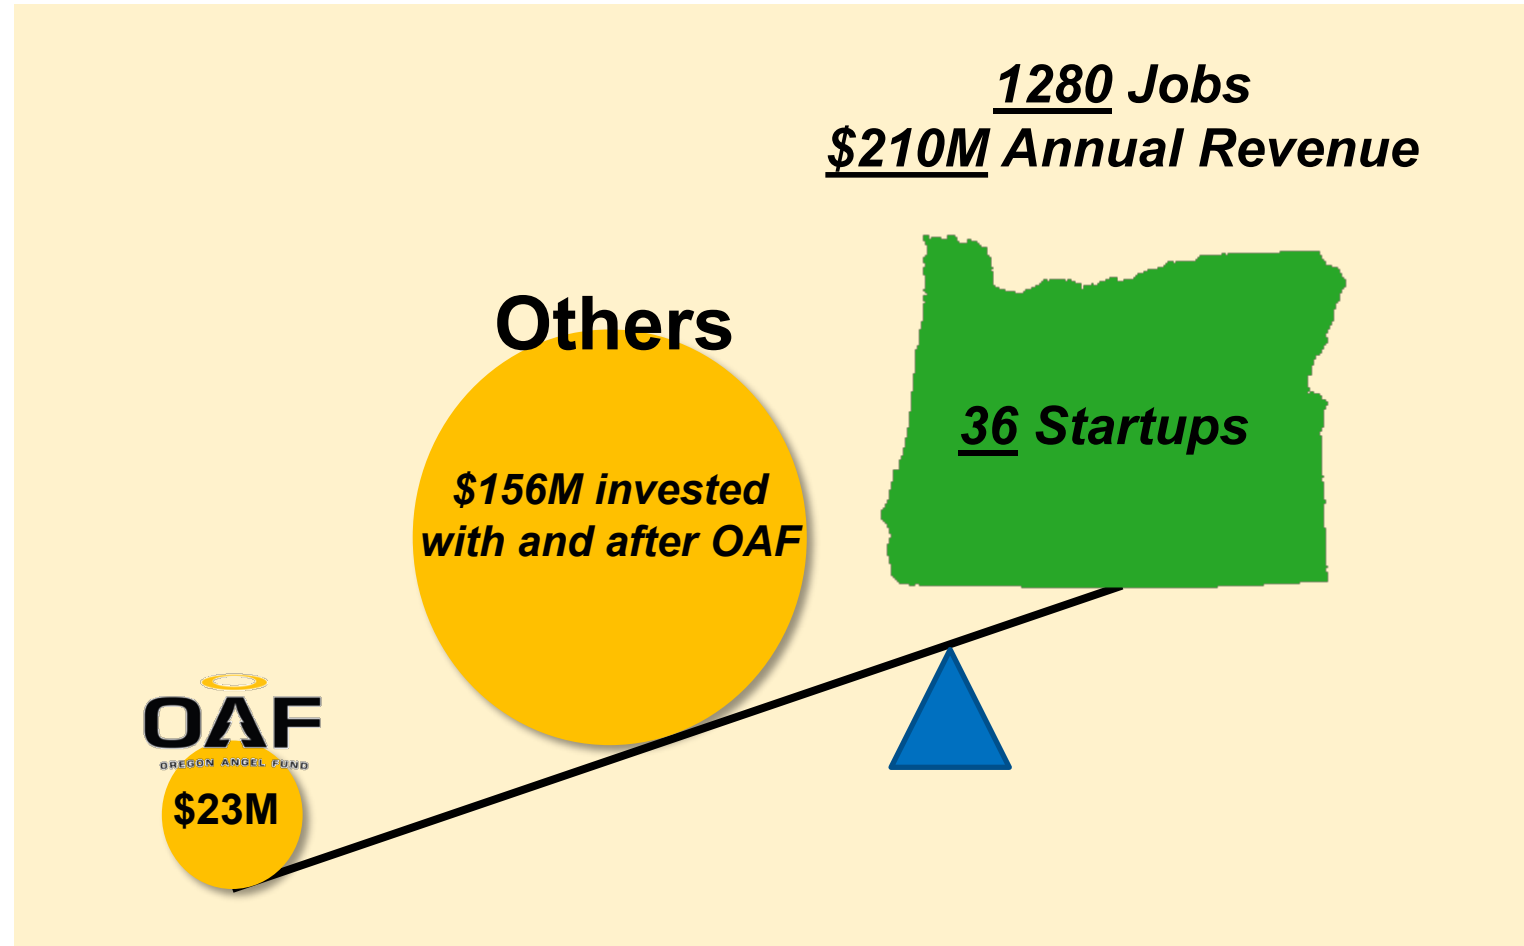 1280 Jobs
$210M Annual Revenue
Others
36 Startups
$156M invested
with and after OAF
OAF
OREGON ANGEL FUND
$23M